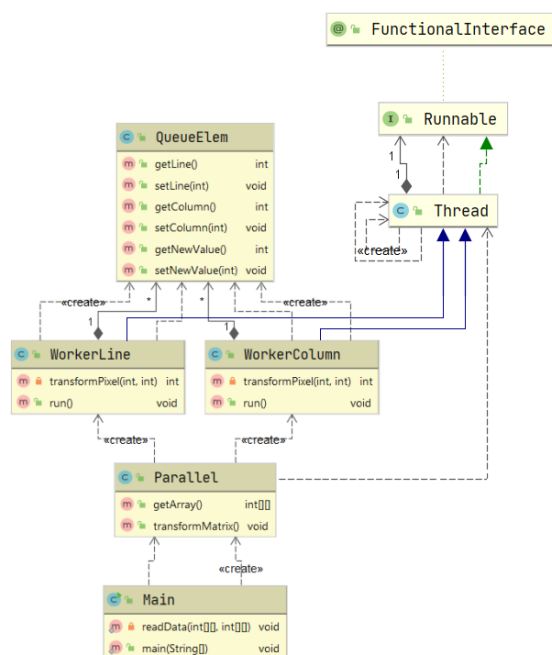 @ FunctionalInterface
I Runnable
1
1
C Thread
«create»
C QueueElem
m getLine() int
m setLine(int) void
m getColumn() int
m setColumn(int) void
m getNewValue() int
m setNewValue(int) void
«create» * * «create»
1 1
C WorkerLine
m transformPixel(int, int) int
m run() void
C WorkerColumn
m transformPixel(int, int) int
m run() void
«create» «create»
C Parallel
m getArray() int[][]
m transformMatrix() void
«create»
C Main
m readData(int[][], int[][]) void
m main(String[]) void